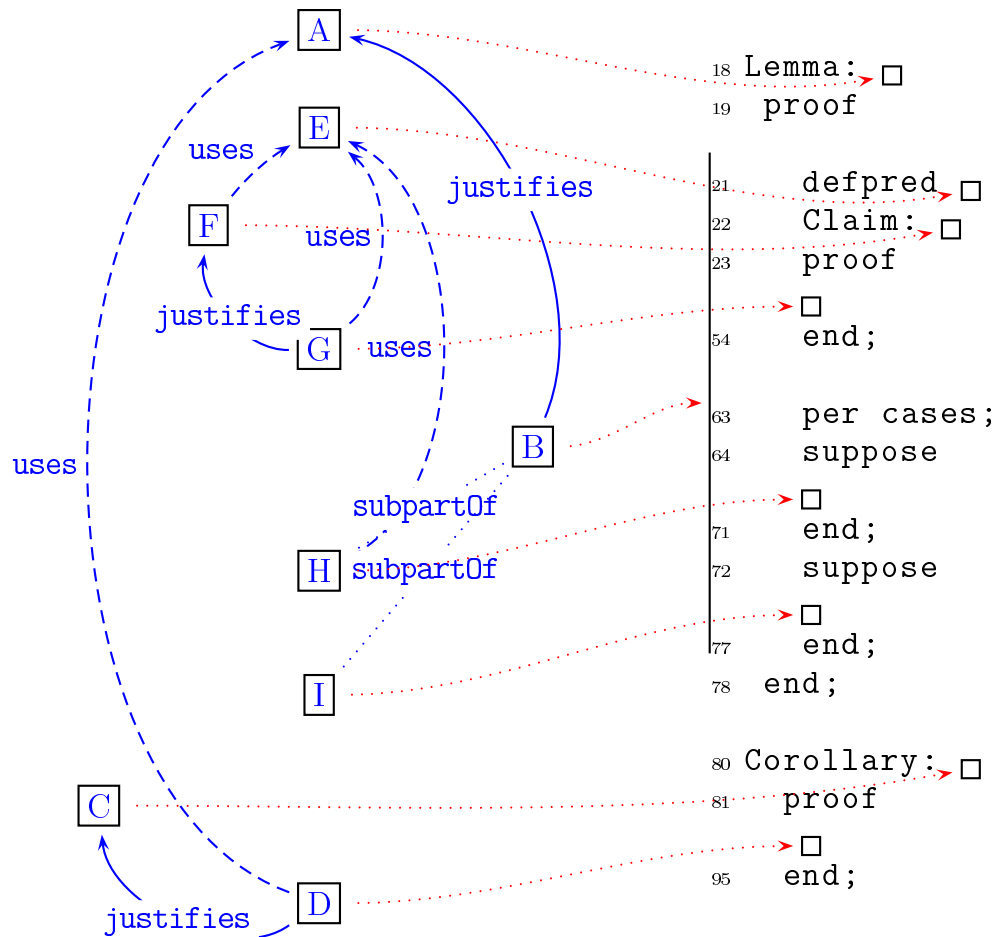 A
18 Lemma:
19 proof
E
uses
justifies
21 defpred
F
22 Claim:
uses
23 proof
justifies
G
uses
54 end;
63 per cases;
B
64 suppose
uses
subpartOf
71 end;
H
subpartOf
72 suppose
77 end;
I
78 end;
80 Corollary:
C
81 proof
95 end;
D
justifies